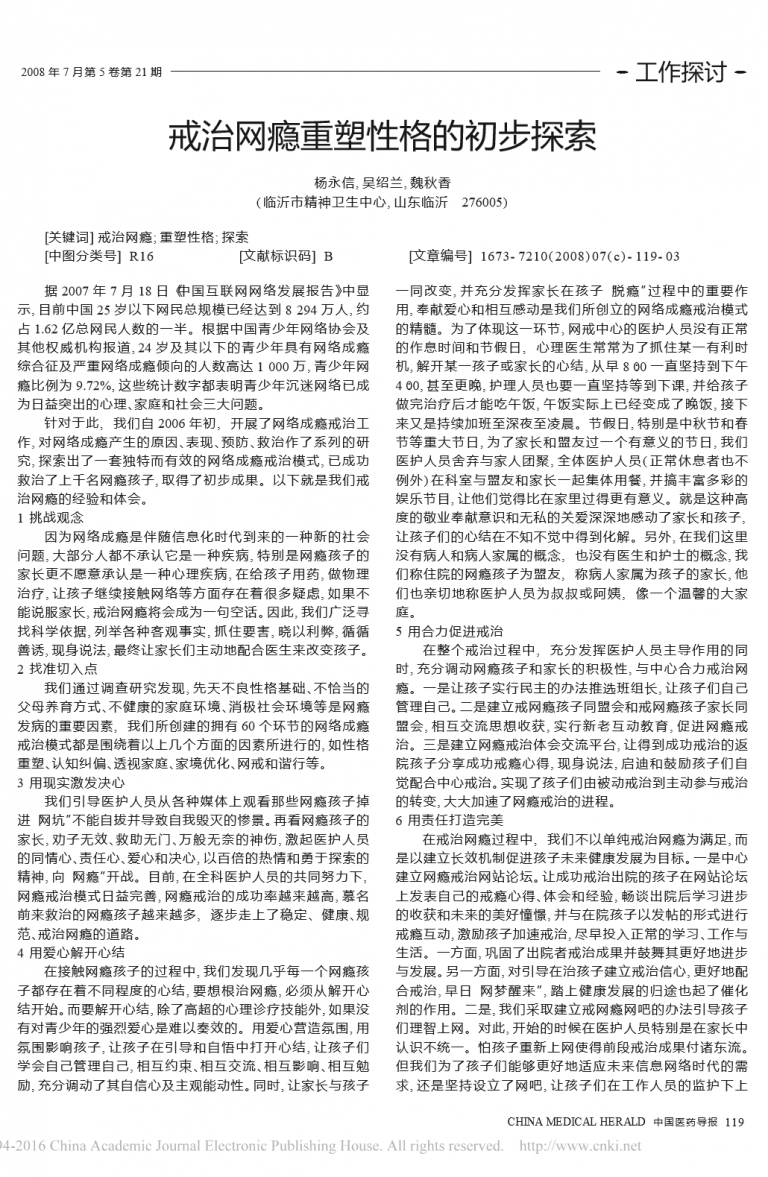 2008 年 7 月第 5 卷第 21 期
- 工作探讨 -
戒治网瘾重塑性格的初步探索
杨永信, 吴绍兰, 魏秋香
(临沂市精神卫生中心, 山东临沂 276005)
[关键词] 戒治网瘾; 重塑性格; 探索
[中图分类号] R16 [文献标识码] B [文章编号] 1673- 7210(2008)07(c)- 119- 03
据 2007 年 7 月 18 日《中国互联网网络发展报告》中显
示, 目前中国 25 岁以下网民总规模已经达到 8 294 万人, 约
占 1.62 亿总网民人数的一半。根据中国青少年网络协会及
其他权威机构报道, 24 岁及其以下的青少年具有网络成瘾
综合征及严重网络成瘾倾向的人数高达 1 000 万, 青少年网
瘾比例为 9.72%, 这些统计数字都表明青少年沉迷网络已成
为日益突出的心理、家庭和社会三大问题。
针对于此, 我们自 2006 年初, 开展了网络成瘾戒治工
作, 对网络成瘾产生的原因、表现、预防、救治作了系列的研
究, 探索出了一套独特而有效的网络成瘾戒治模式, 已成功
救治了上千名网瘾孩子, 取得了初步成果。以下就是我们戒
治网瘾的经验和体会。
1 挑战观念
因为网络成瘾是伴随信息化时代到来的一种新的社会
问题, 大部分人都不承认它是一种疾病, 特别是网瘾孩子的
家长更不愿意承认是一种心理疾病, 在给孩子用药, 做物理
治疗, 让孩子继续接触网络等方面存在着很多疑虑, 如果不
能说服家长, 戒治网瘾将会成为一句空话。因此, 我们广泛寻
找科学依据, 列举各种客观事实, 抓住要害, 晓以利弊, 循循
善诱, 现身说法, 最终让家长们主动地配合医生来改变孩子。
2 找准切入点
我们通过调查研究发现, 先天不良性格基础、不恰当的
父母养育方式、不健康的家庭环境、消极社会环境等是网瘾
发病的重要因素, 我们所创建的拥有 60 个环节的网络成瘾
戒治模式都是围绕着以上几个方面的因素所进行的, 如性格
重塑、认知纠偏、透视家庭、家境优化、网戒和谐行等。
3 用现实激发决心
我们引导医护人员从各种媒体上观看那些网瘾孩子掉
进 网坑"不能自拔并导致自我毁灭的惨景。再看网瘾孩子的
家长, 劝子无效、救助无门、万般无奈的神伤, 激起医护人员
的同情心、责任心、爱心和决心, 以百倍的热情和勇于探索的
精神, 向 网瘾"开战。目前, 在全科医护人员的共同努力下,
网瘾戒治模式日益完善, 网瘾戒治的成功率越来越高, 慕名
前来救治的网瘾孩子越来越多, 逐步走上了稳定、健康、规
范、戒治网瘾的道路。
4 用爱心解开心结
在接触网瘾孩子的过程中, 我们发现几乎每一个网瘾孩
子都存在着不同程度的心结, 要想根治网瘾, 必须从解开心
结开始。而要解开心结, 除了高超的心理诊疗技能外, 如果没
有对青少年的强烈爱心是难以奏效的。用爱心营造氛围, 用
氛围影响孩子, 让孩子在引导和自悟中打开心结, 让孩子们
学会自己管理自己, 相互约束、相互交流、相互影响、相互勉
励, 充分调动了其自信心及主观能动性。同时, 让家长与孩子
一同改变, 并充分发挥家长在孩子 脱瘾"过程中的重要作
用, 奉献爱心和相互感动是我们所创立的网络成瘾戒治模式
的精髓。为了体现这一环节, 网戒中心的医护人员没有正常
的作息时间和节假日, 心理医生常常为了抓住某一有利时
机, 解开某一孩子或家长的心结, 从早 8:00 一直坚持到下午
4:00, 甚至更晚, 护理人员也要一直坚持等到下课, 并给孩子
做完治疗后才能吃午饭, 午饭实际上已经变成了晚饭, 接下
来又是持续加班至深夜至凌晨。节假日, 特别是中秋节和春
节等重大节日, 为了家长和盟友过一个有意义的节日, 我们
医护人员舍弃与家人团聚, 全体医护人员(正常休息者也不
例外)在科室与盟友和家长一起集体用餐, 并搞丰富多彩的
娱乐节目, 让他们觉得比在家里过得更有意义。就是这种高
度的敬业奉献意识和无私的关爱深深地感动了家长和孩子,
让孩子们的心结在不知不觉中得到化解。另外, 在我们这里
没有病人和病人家属的概念, 也没有医生和护士的概念, 我
们称住院的网瘾孩子为盟友, 称病人家属为孩子的家长, 他
们也亲切地称医护人员为叔叔或阿姨, 像一个温馨的大家
庭。
5 用合力促进戒治
在整个戒治过程中, 充分发挥医护人员主导作用的同
时, 充分调动网瘾孩子和家长的积极性, 与中心合力戒治网
瘾。一是让孩子实行民主的办法推选班组长, 让孩子们自己
管理自己。二是建立戒网瘾孩子同盟会和戒网瘾孩子家长同
盟会, 相互交流思想收获, 实行新老互动教育, 促进网瘾戒
治。三是建立网瘾戒治体会交流平台, 让得到成功戒治的返
院孩子分享成功戒瘾心得, 现身说法, 启迪和鼓励孩子们自
觉配合中心戒治。实现了孩子们由被动戒治到主动参与戒治
的转变, 大大加速了网瘾戒治的进程。
6 用责任打造完美
在戒治网瘾过程中, 我们不以单纯戒治网瘾为满足, 而
是以建立长效机制促进孩子未来健康发展为目标。一是中心
建立网瘾戒治网站论坛。让成功戒治出院的孩子在网站论坛
上发表自己的戒瘾心得、体会和经验, 畅谈出院后学习进步
的收获和未来的美好憧憬, 并与在院孩子以发帖的形式进行
戒瘾互动, 激励孩子加速戒治, 尽早投入正常的学习、工作与
生活。一方面, 巩固了出院者戒治成果并鼓舞其更好地进步
与发展。另一方面, 对引导在治孩子建立戒治信心, 更好地配
合戒治, 早日 网梦醒来", 踏上健康发展的归途也起了催化
剂的作用。二是, 我们采取建立戒网瘾网吧的办法引导孩子
们理智上网。对此, 开始的时候在医护人员特别是在家长中
认识不统一。怕孩子重新上网使得前段戒治成果付诸东流。
但我们为了孩子们能够更好地适应未来信息网络时代的需
求, 还是坚持设立了网吧, 让孩子们在工作人员的监护下上
CHINA MEDICAL HERALD 中国医药导报 119
94-2016 China Academic Journal Electronic Publishing House. All rights reserved. http://www.cnki.net